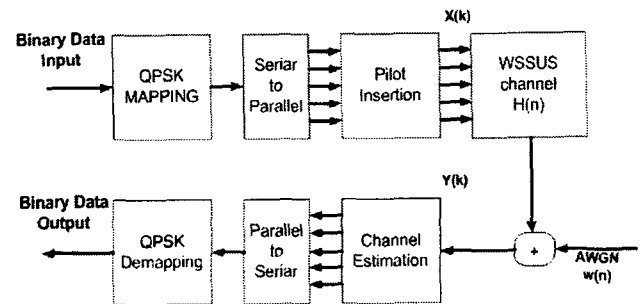 X(k)
Binary Data
Input
QPSK
MAPPING
Seriar
to
Parallel
Pilot
Insertion
WSSUS
channel
H(n)
Y(k)
Binary Data
Output
QPSK
Demapping
Parallel
to
Seriar
Channel
Estimation
+
AWGN
w(n)